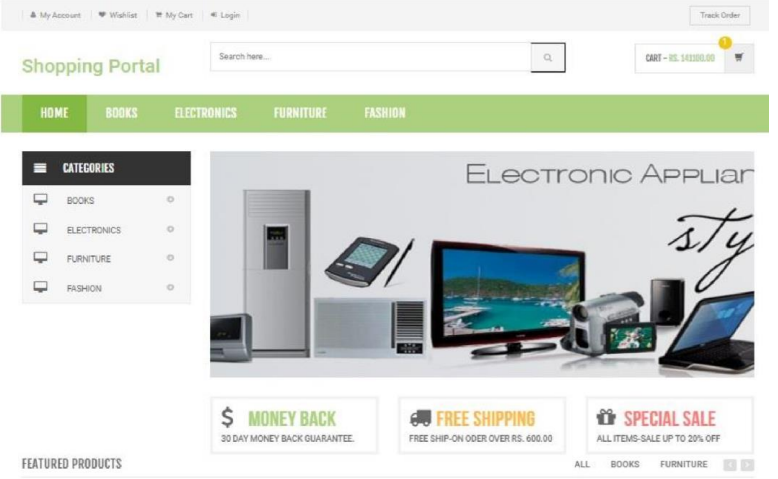 My Account Wishlist My Cart Login Track Order
Shopping Portal
Search here...
1
CART - RS. 141100.00
HOME BOOKS ELECTRONICS FURNITURE FASHION
CATEGORIES
BOOKS
ELECTRONICS
FURNITURE
FASHION
ELECTRONIC APPLIAN
sty
$ MONEY BACK
30 DAY MONEY BACK GUARANTEE.
FREE SHIPPING
FREE SHIP-ON ODER OVER RS. 600.00
SPECIAL SALE
ALL ITEMS-SALE UP TO 20% OFF
FEATURED PRODUCTS ALL BOOKS FURNITURE